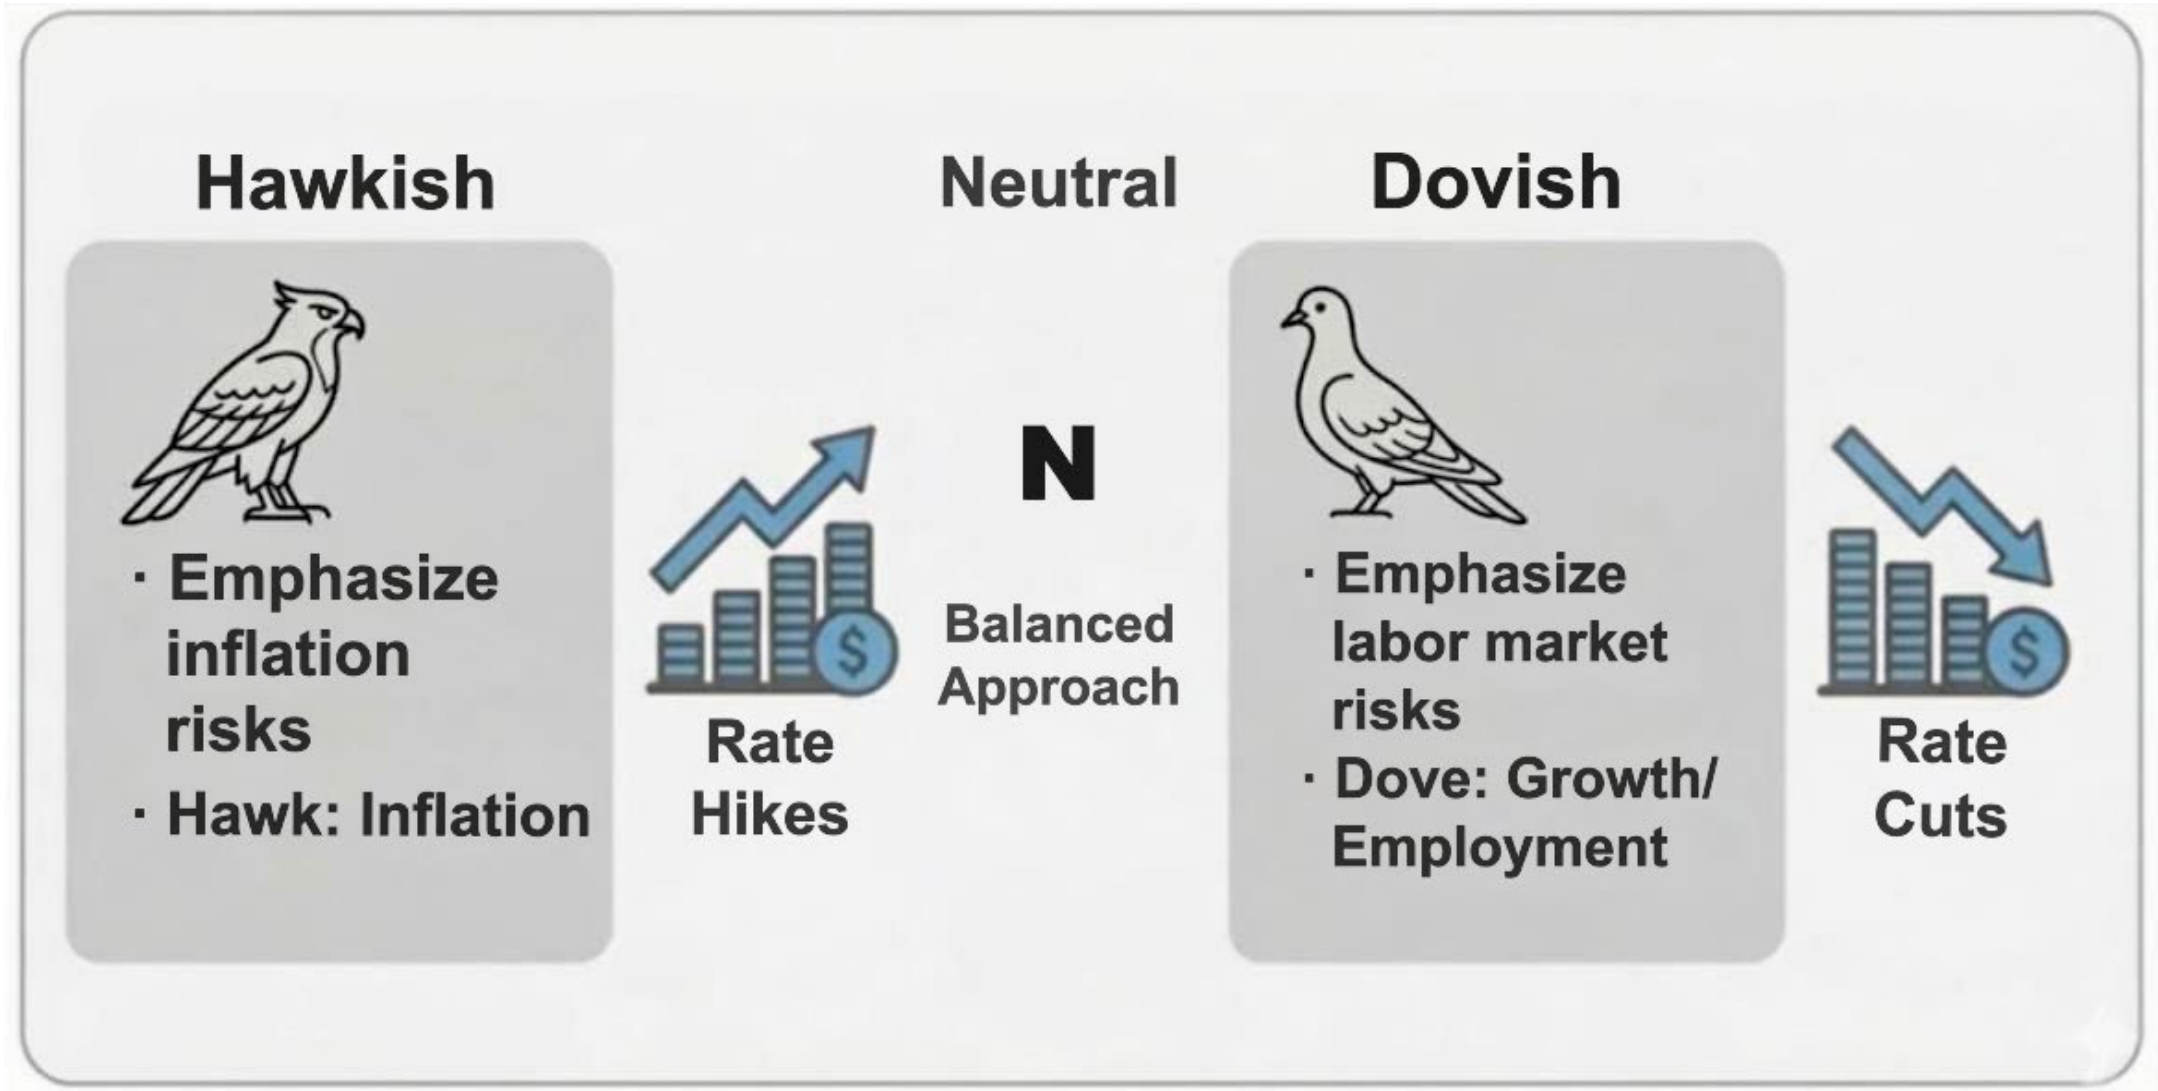 Hawkish
· Emphasize
inflation
risks
· Hawk: Inflation
$
Rate
Hikes
Neutral
N
Balanced
Approach
Dovish
· Emphasize
labor market
risks
· Dove: Growth/
Employment
$
Rate
Cuts